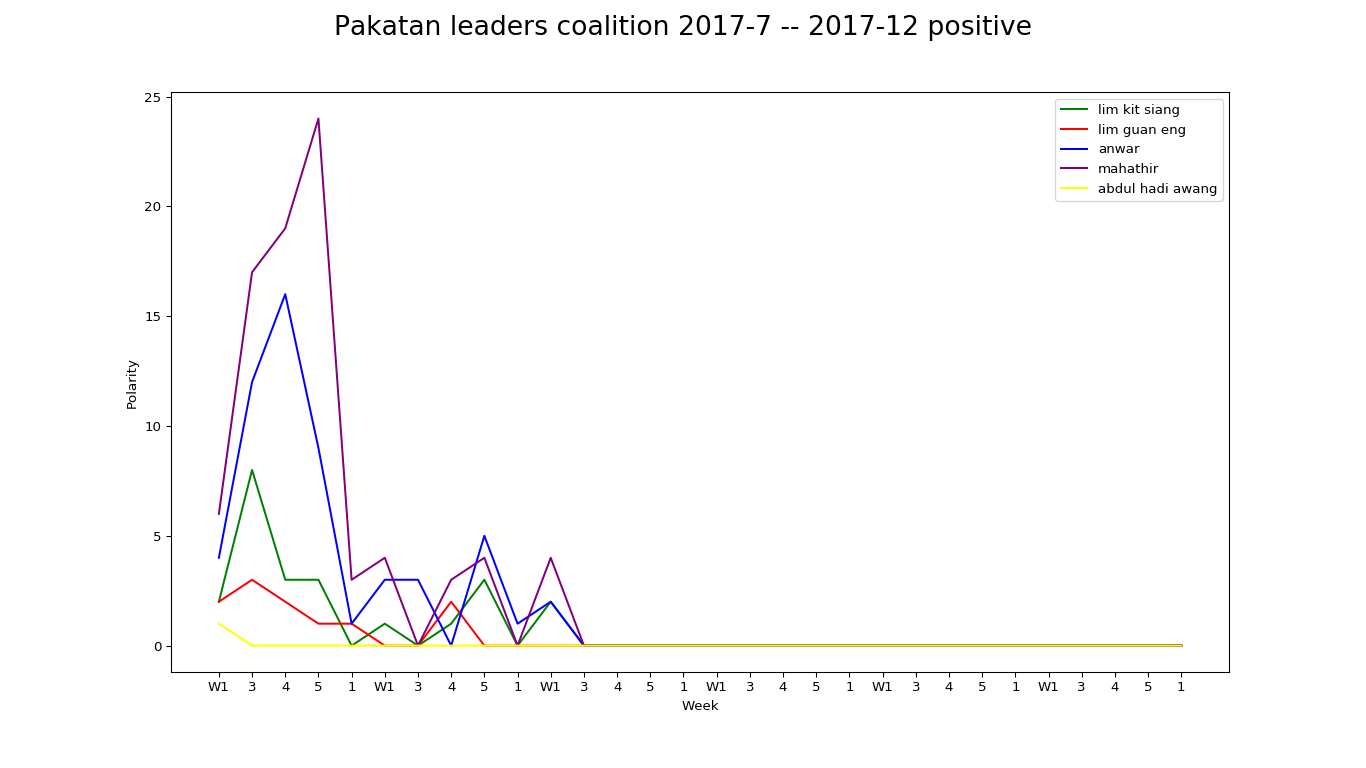 Pakatan leaders coalition 2017-7 -- 2017-12 positive
lim kit siang
lim guan eng
anwar
mahathir
abdul hadi awang
25
20
15
10
5
0
Polarity
W1 3 4 5 1 W1 3 4 5 1 W1 3 4 5 1 W1 3 4 5 1 W1 3 4 5 1 W1 3 4 5 1
Week